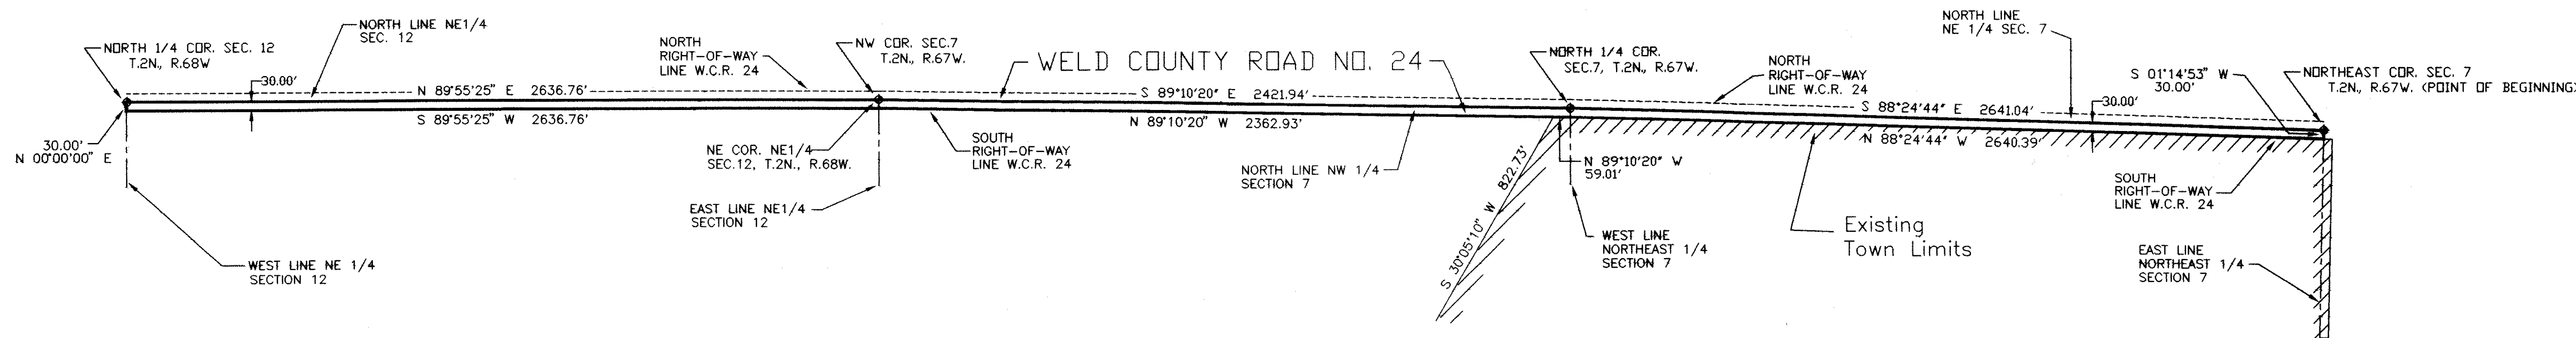 NORTH LINE NE1/4
SEC. 12
NORTH 1/4 COR. SEC. 12
T.2N., R.68W
30.00'
N 89°55'25" E 2636.76'
S 89°55'25" W 2636.76'
30.00'
N 00°00'00" E
WEST LINE NE 1/4
SECTION 12
NORTH
RIGHT-OF-WAY
LINE W.C.R. 24
NW COR. SEC.7
T.2N., R.67W.
NE COR. NE1/4
SEC.12, T.2N., R.68W.
EAST LINE NE1/4
SECTION 12
SOUTH
RIGHT-OF-WAY
LINE W.C.R. 24
WELD COUNTY ROAD NO. 24
S 89°10'20" E 2421.94'
N 89°10'20" W 2362.93'
NORTH LINE NW 1/4
SECTION 7
S 30°05'10" W 822.73'
NORTH 1/4 COR.
SEC.7, T.2N., R.67W.
N 89°10'20" W
59.01'
WEST LINE
NORTHEAST 1/4
SECTION 7
NORTH
RIGHT-OF-WAY
LINE W.C.R. 24
S 88°24'44" E 2641.04'
N 88°24'44" W 2640.39'
Existing
Town Limits
NORTH LINE
NE 1/4 SEC. 7
30.00'
S 01°14'53" W
30.00'
NORTHEAST COR. SEC. 7
T.2N., R.67W. (POINT OF BEGINNING)
SOUTH
RIGHT-OF-WAY
LINE W.C.R. 24
EAST LINE
NORTHEAST 1/4
SECTION 7